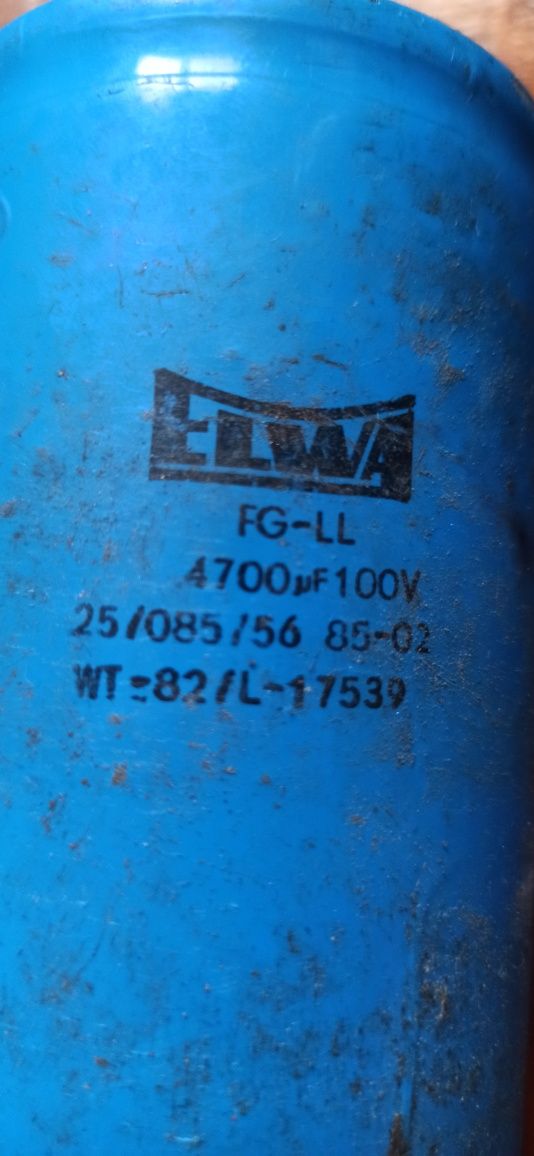 ELWA
FG-LL
4700µF100V
25/085/56 85-02
WT-82/L-17539